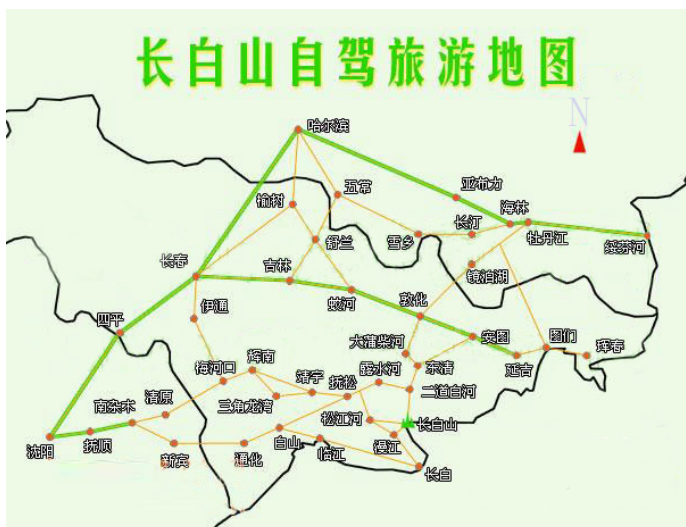 长白山自驾旅游地图
N
哈尔滨
五常
亚布力
榆树
海林
长汀
牡丹江
舒兰
雪乡
绥芬河
长春
吉林
镜泊湖
伊通
蛟河
敦化
四平
大蒲柴河
安图
图们
珲春
梅河口
辉南
露水河
东清
延吉
靖宇
抚松
二道白河
南杂木
清原
三角龙湾
松江河
长白山
沈阳
抚顺
新宾
通化
白山
临江
漫江
长白